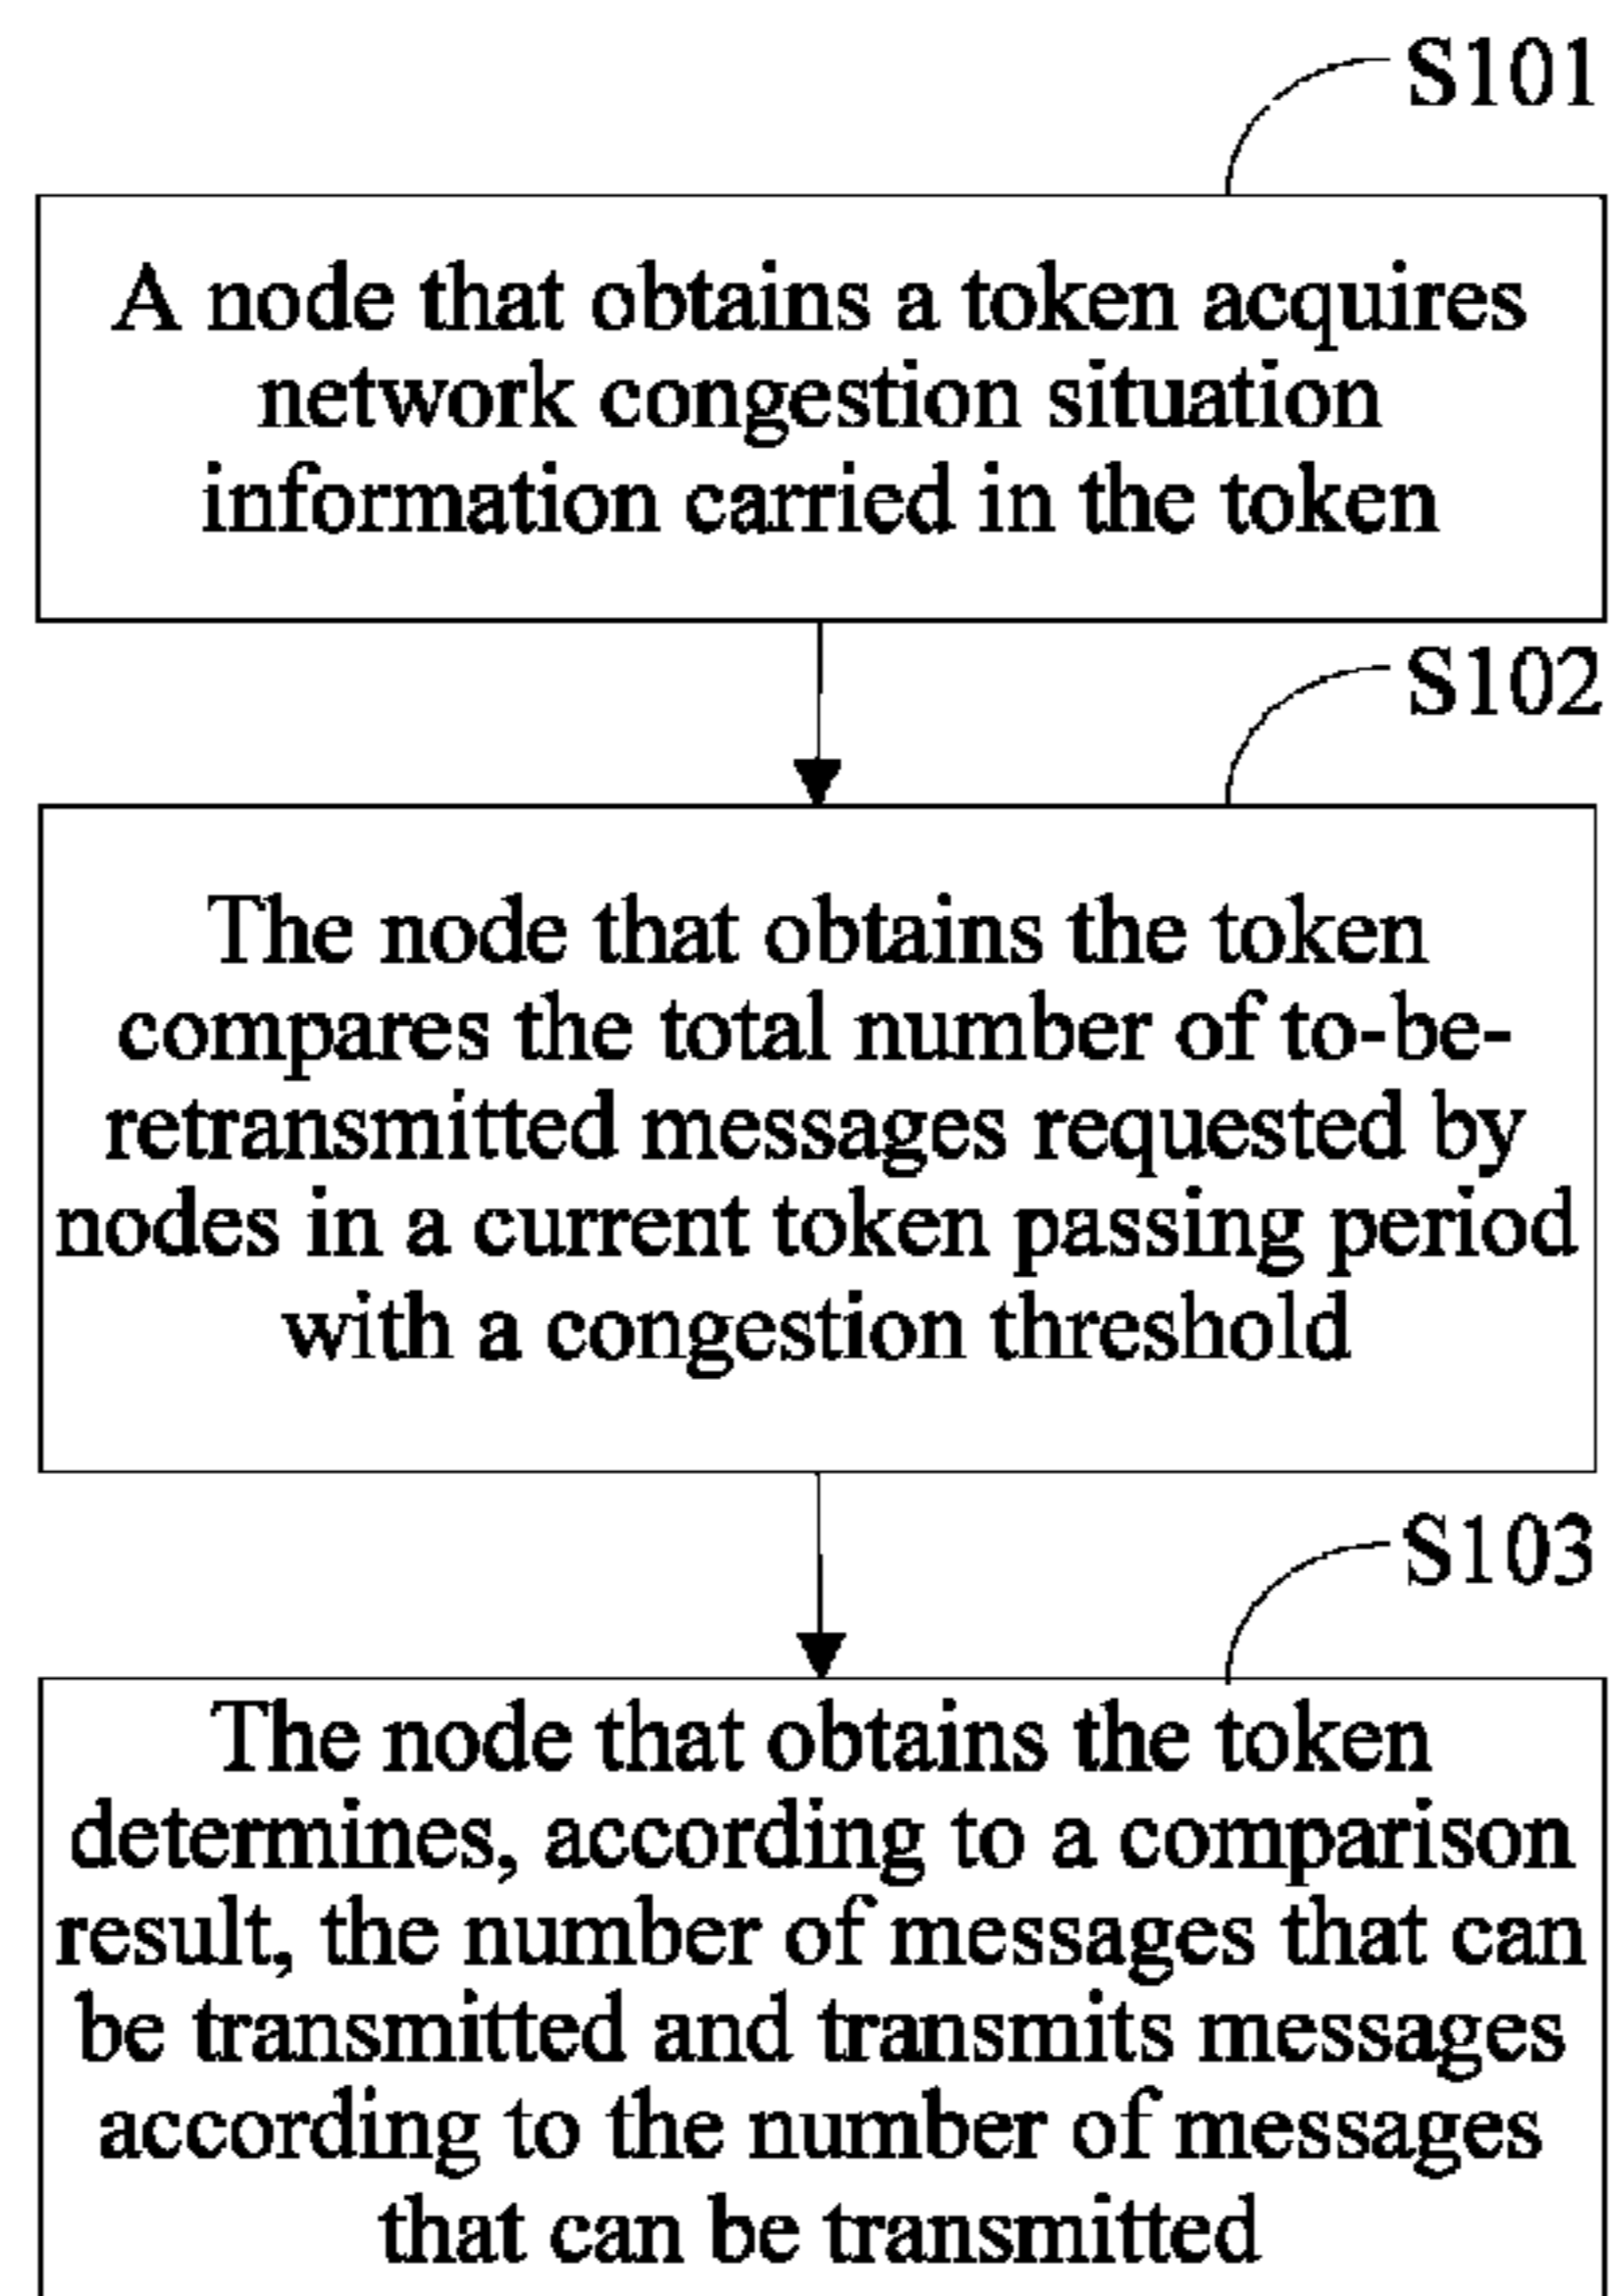 S101
A node that obtains a token acquires
network congestion situation
information carried in the token
S102
The node that obtains the token
compares the total number of to-be-
retransmitted messages requested by
nodes in a current token passing period
with a congestion threshold
S103
The node that obtains the token
determines, according to a comparison
result, the number of messages that can
be transmitted and transmits messages
according to the number of messages
that can be transmitted